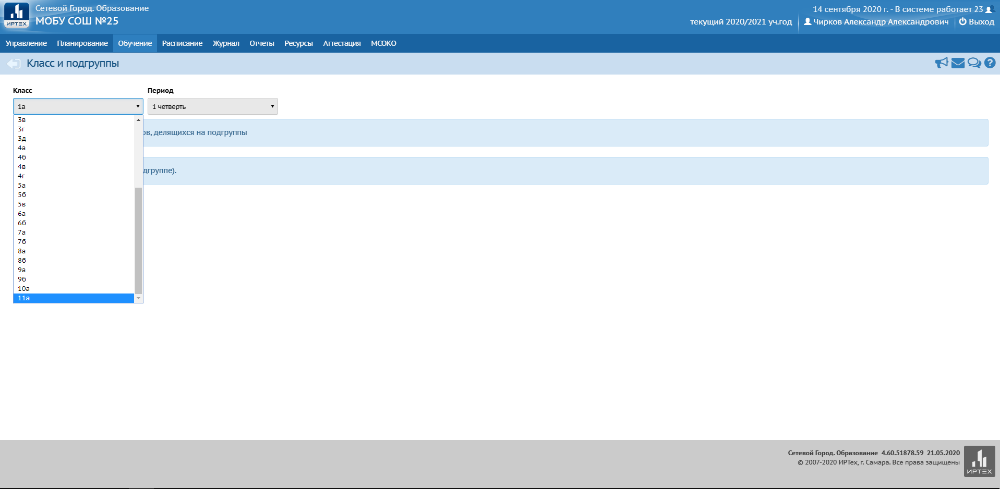 Сетевой Город. Образование
МОБУ СОШ №25
ИРТЕХ
14 сентября 2020 г. - В системе работает 23
текущий 2020/2021 уч.год
Чирков Александр Александрович
Выход
Управление Планирование Обучение Расписание Журнал Отчеты Ресурсы Аттестация МСОКО
Класс и подгруппы
Класс Период
1а 1 четверть
3в
3г
3д
4а
4б
4в
4г
5а
5б
5в
6а
6б
7а
7б
8а
8б
9а
9б
10а
11а
ов, делящихся на подгруппы
дгруппе).
Сетевой Город. Образование 4.60.51878.59 21.05.2020
© 2007-2020 ИРТех, г. Самара. Все права защищены
ИРТЕХ